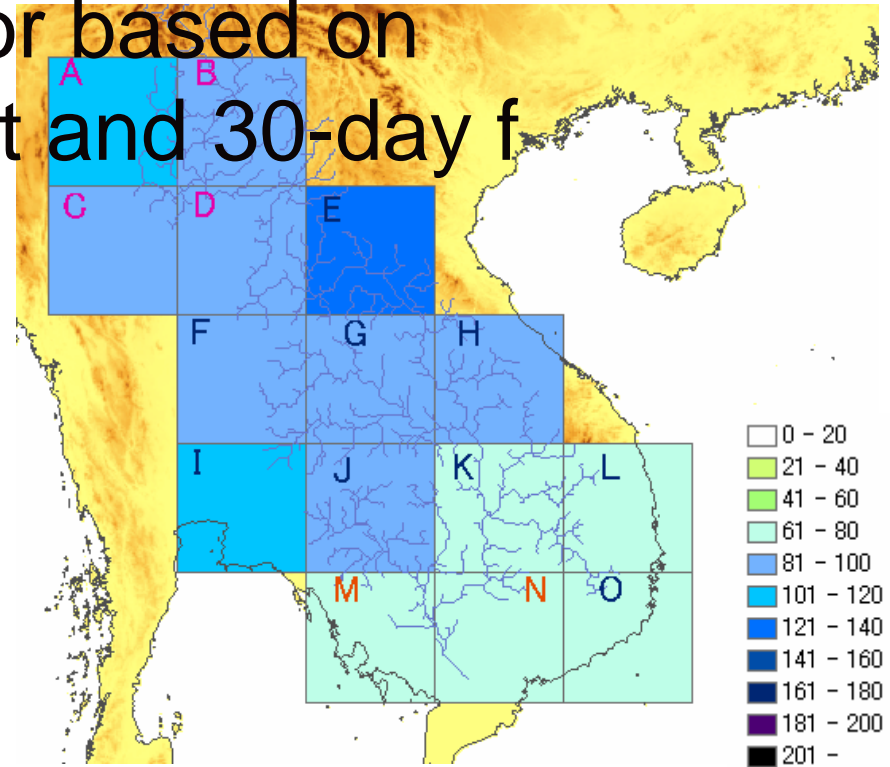 or based on
A B
t and 30-day f
C D E
F G H
I J K L
M N O
0 - 20
21 - 40
41 - 60
61 - 80
81 - 100
101 - 120
121 - 140
141 - 160
161 - 180
181 - 200
201 -